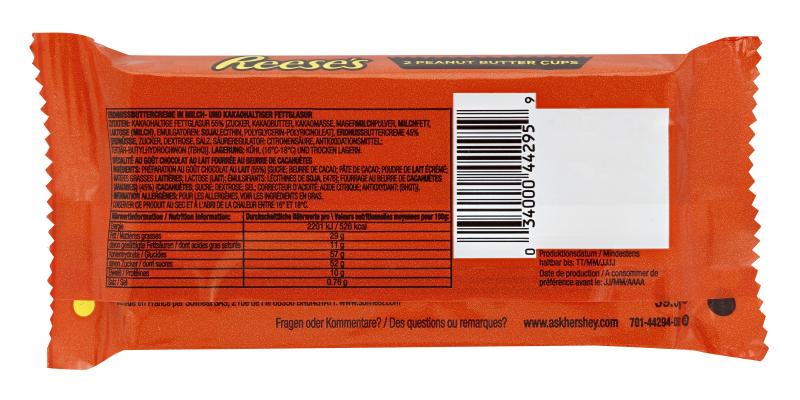 Reese's
2 PEANUT BUTTER CUPS
ERDNUSSBUTTERCREME IN MILCH- UND KAKAOHALTIGER FETTGLASUR
ZUTATEN: KAKAOHALTIGE FETTGLASUR 55% (ZUCKER, KAKAOBUTTER, KAKAOMASSE, MAGERMILCHPULVER, MILCHFETT,
LAKTOSE (MILCH), EMULGATOREN: SOJALECITHIN, POLYGLYCERIN-POLYRICINOLEAT), ERDNUSSBUTTERCREME 45%
(ERDNÜSSE, ZUCKER, DEXTROSE, SALZ, SÄUREREGULATOR: CITRONENSÄURE, ANTIOXIDATIONSMITTEL:
TERTIÄR-BUTYLHYDROCHINON (TBHQ)). LAGERUNG: KÜHL (16°C-18°C) UND TROCKEN LAGERN.
SPÉCIALITÉ AU GOÛT CHOCOLAT AU LAIT FOURRÉE AU BEURRE DE CACAHUÈTES
INGRÉDIENTS: PRÉPARATION AU GOÛT CHOCOLAT AU LAIT (55%) (SUCRE; BEURRE DE CACAO; PÂTE DE CACAO; POUDRE DE LAIT ÉCRÉMÉ;
MATIÈRES GRASSES LAITIÈRES; LACTOSE (LAIT); ÉMULSIFIANTS: LÉCITHINES DE SOJA, E476); FOURRAGE AU BEURRE DE CACAHUÈTES
(ARACHIDES) (45%) (CACAHUÈTES; SUCRE; DEXTROSE; SEL; CORRECTEUR D'ACIDITÉ: ACIDE CITRIQUE; ANTIOXYDANT: (BHQ)).
INFORMATION ALLERGÈNES: POUR LES ALLERGÈNES, VOIR LES INGRÉDIENTS EN GRAS.
CONSERVER CE PRODUIT AU SEC ET À L'ABRI DE LA CHALEUR ENTRE 16° ET 18°C.
Nährwertinformation / Nutrition Information: Durchschnittliche Nährwerte pro \ Valeurs nutritionnelles moyennes pour 100g:
Energie 2201 kJ / 526 kcal
Fett / Matières grasses 29 g
davon gesättigte Fettsäuren / dont acides gras saturés 11 g
Kohlenhydrate / Glucides 57 g
davon Zucker / dont sucres 52 g
Eiweiß / Protéines 10 g
Salz / Sel 0.76 g
0 34000 44295 9
Produktionsdatum / Mindestens
haltbar bis: TT/MM/JJJJ
Date de production / A consommer de
préférence avant le: JJ/MM/AAAA
Fragen oder Kommentare? / Des questions ou remarques? www.askhershey.com 701-44294-